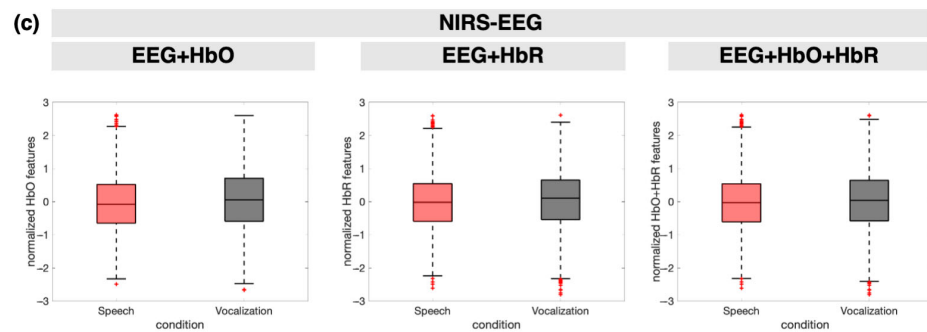 (c)
NIRS-EEG
EEG+HbO
EEG+HbR
EEG+HbO+HbR
normalized HbO features
3
2
1
0
−1
−2
−3
Speech
Vocalization
condition
normalized HbR features
3
2
1
0
−1
−2
−3
Speech
Vocalization
condition
normalized HbO+HbR features
3
2
1
0
−1
−2
−3
Speech
Vocalization
condition